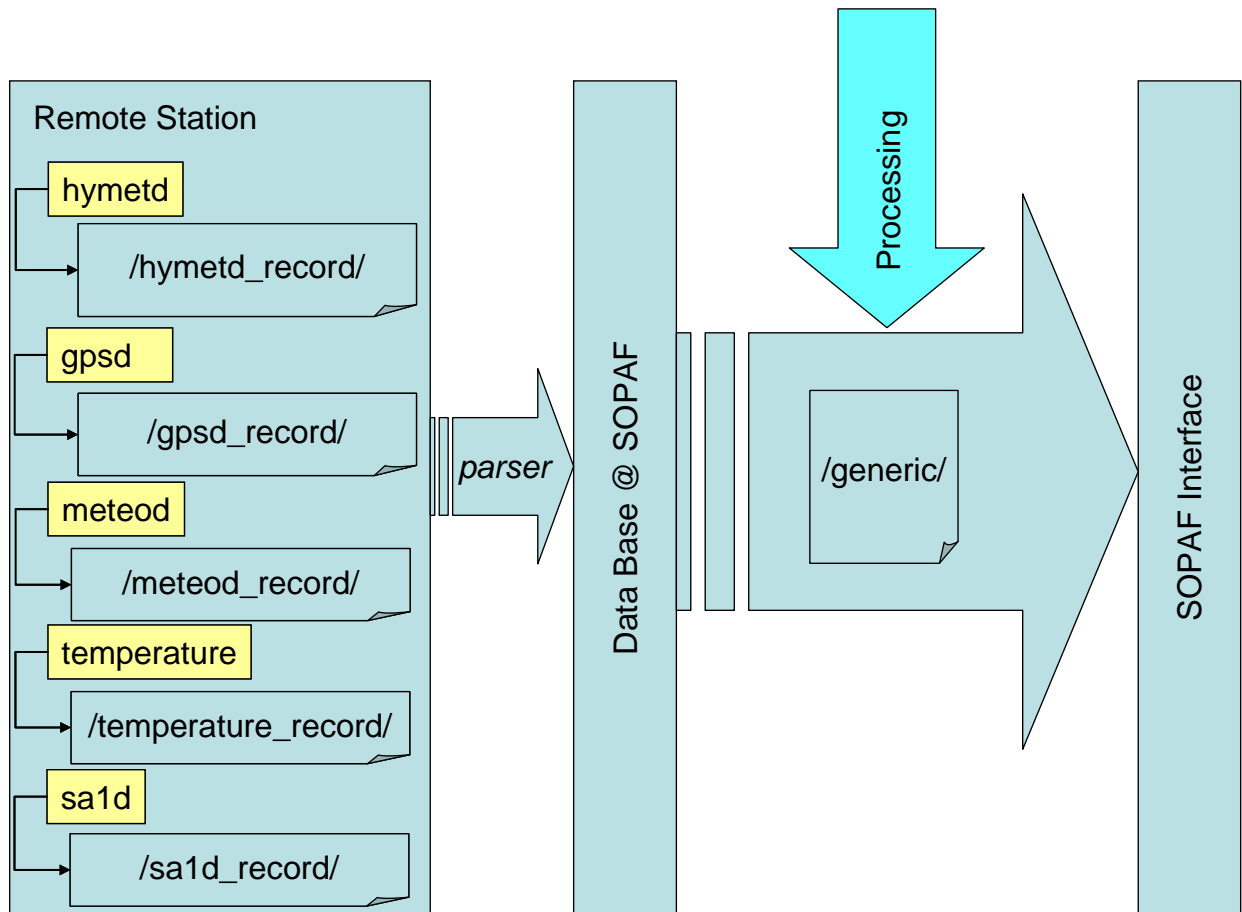 Remote Station
hymetd
/hymetd_record/
gpsd
/gpsd_record/
meteod
/meteod_record/
temperature
/temperature_record/
sa1d
/sa1d_record/
parser
Data Base @ SOPAF
Processing
/generic/
SOPAF Interface